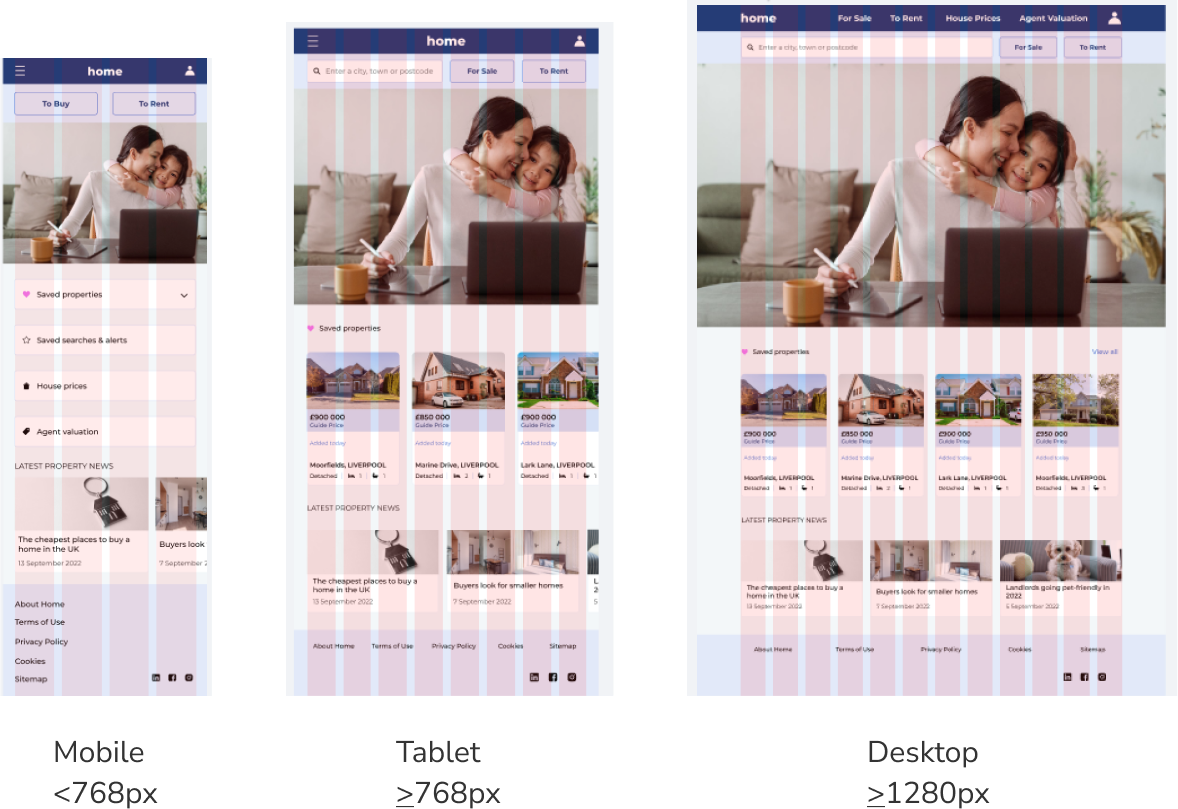 home
To Buy
To Rent
Saved properties
Saved searches & alerts
House prices
Agent valuation
LATEST PROPERTY NEWS
The cheapest places to buy a
home in the UK
13 September 2022
Buyers look
7 September 2
About Home
Terms of Use
Privacy Policy
Cookies
Sitemap
Mobile
<768px
home
Enter a city, town or postcode
For Sale
To Rent
Saved properties
£900 000
Guide Price
Added today
Moorfields, LIVERPOOL
Detached 1 1
£850 000
Guide Price
Added today
Marine Drive, LIVERPOOL
Detached 2 1
£900 000
Guide Price
Added today
Lark Lane, LIVERPOOL
Detached 1 1
LATEST PROPERTY NEWS
The cheapest places to buy a
home in the UK
13 September 2022
Buyers look for smaller homes
7 September 2022
L
2
5
About Home Terms of Use Privacy Policy Cookies Sitemap
Tablet
≥768px
home For Sale To Rent House Prices Agent Valuation
Enter a city, town or postcode
For Sale
To Rent
Saved properties
View all
£900 000
Guide Price
Added today
Moorfields, LIVERPOOL
Detached 1 1
£850 000
Guide Price
Added today
Marine Drive, LIVERPOOL
Detached 2 1
£900 000
Guide Price
Added today
Lark Lane, LIVERPOOL
Detached 1 1
£950 000
Guide Price
Added today
Moorfields, LIVERPOOL
Detached 3 1
LATEST PROPERTY NEWS
The cheapest places to buy a
home in the UK
13 September 2022
Buyers look for smaller homes
7 September 2022
Landlords going pet-friendly in
2022
5 September 2022
About Home Terms of Use Privacy Policy Cookies Sitemap
Desktop
≥1280px